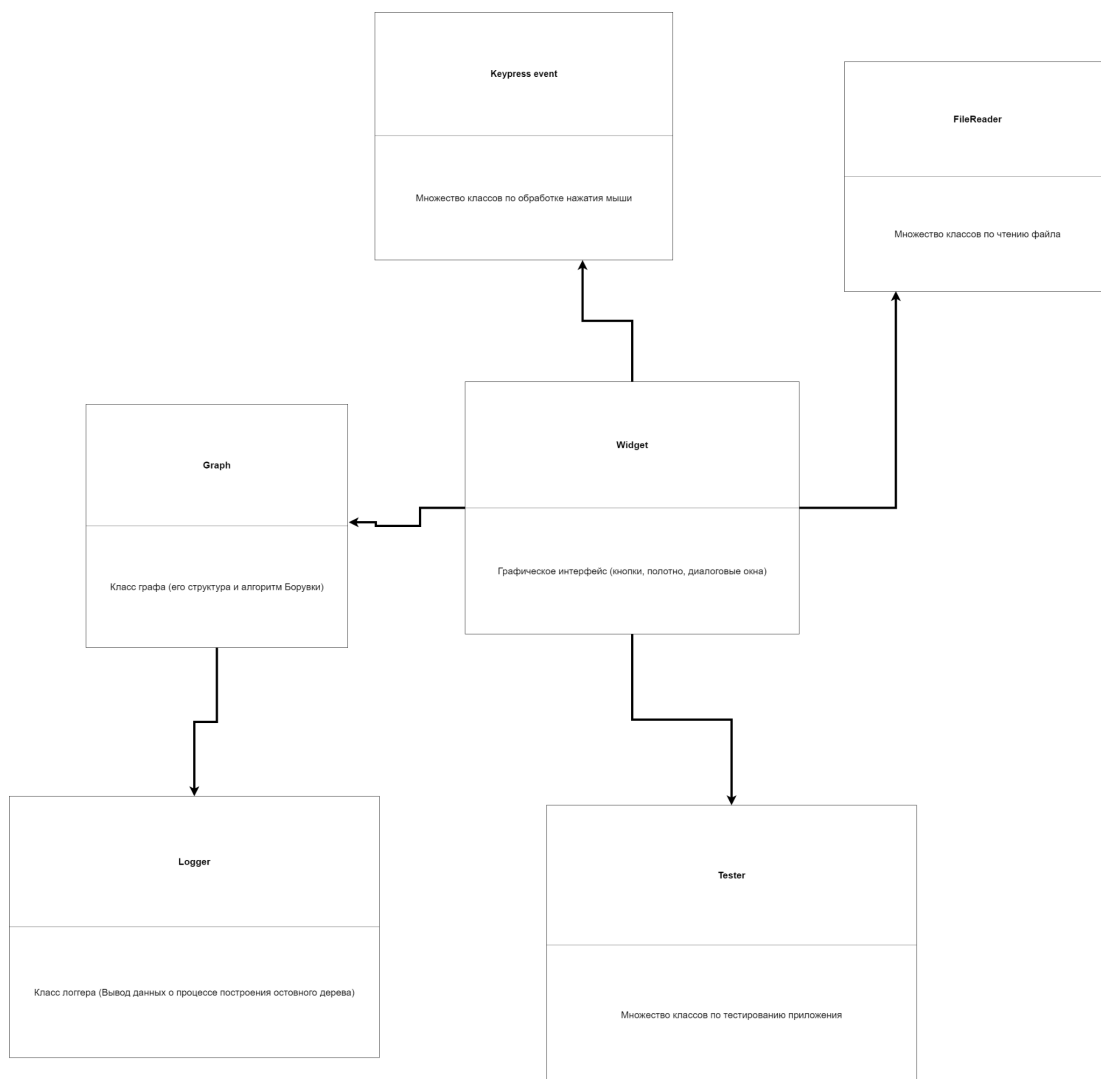 Keypress event
Множество классов по обработке нажатия мыши
FileReader
Множество классов по чтению файла
Widget
Графическое интерфейс (кнопки, полотно, диалоговые окна)
Graph
Класс графа (его структура и алгоритм Борувки)
Logger
Класс логгера (Вывод данных о процессе построения остовного дерева)
Tester
Множество классов по тестированию приложения